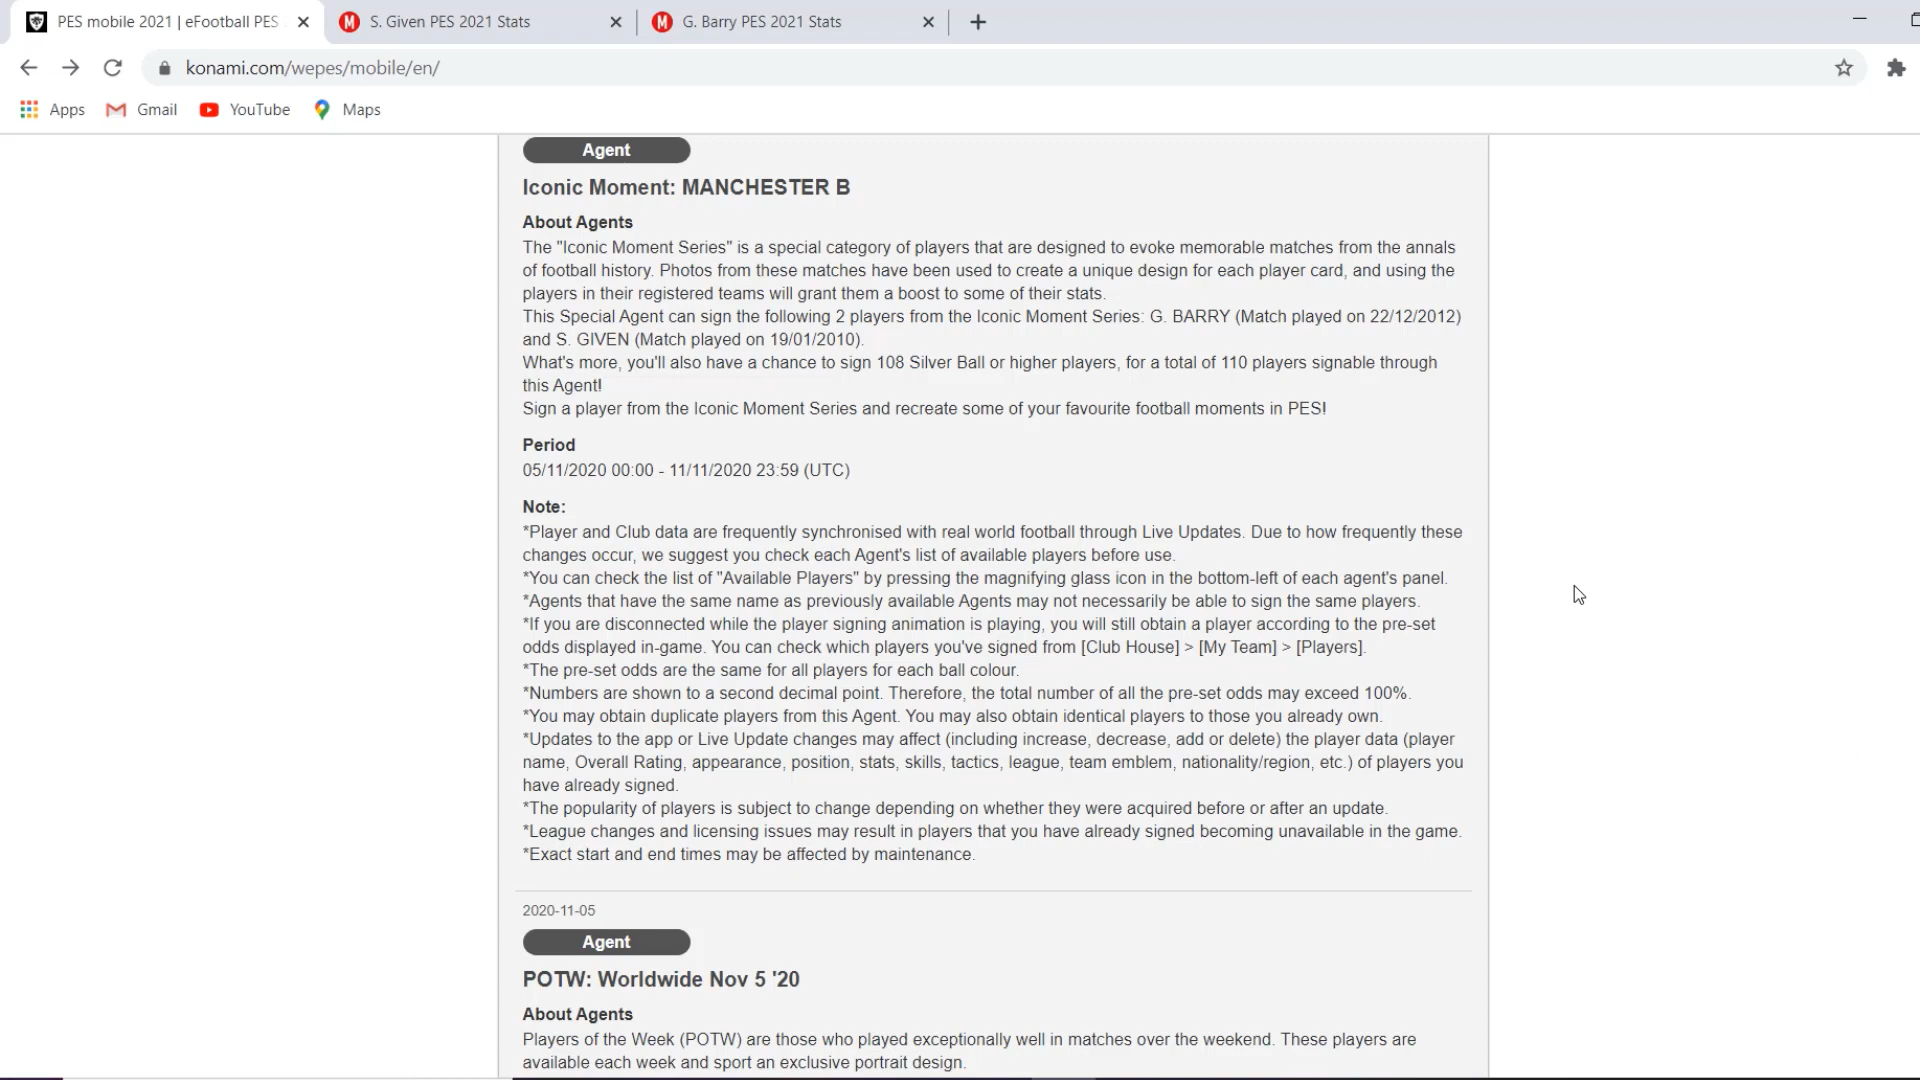 PES mobile 2021 | eFootball PES
S. Given PES 2021 Stats
G. Barry PES 2021 Stats
konami.com/wepes/mobile/en/
Apps
Gmail
YouTube
Maps
Agent
Iconic Moment: MANCHESTER B
About Agents
The "Iconic Moment Series" is a special category of players that are designed to evoke memorable matches from the annals
of football history. Photos from these matches have been used to create a unique design for each player card, and using the
players in their registered teams will grant them a boost to some of their stats.
This Special Agent can sign the following 2 players from the Iconic Moment Series: G. BARRY (Match played on 22/12/2012)
and S. GIVEN (Match played on 19/01/2010).
What's more, you'll also have a chance to sign 108 Silver Ball or higher players, for a total of 110 players signable through
this Agent!
Sign a player from the Iconic Moment Series and recreate some of your favourite football moments in PES!
Period
05/11/2020 00:00 - 11/11/2020 23:59 (UTC)
Note:
*Player and Club data are frequently synchronised with real world football through Live Updates. Due to how frequently these
changes occur, we suggest you check each Agent's list of available players before use.
*You can check the list of "Available Players" by pressing the magnifying glass icon in the bottom-left of each agent's panel.
*Agents that have the same name as previously available Agents may not necessarily be able to sign the same players.
*If you are disconnected while the player signing animation is playing, you will still obtain a player according to the pre-set
odds displayed in-game. You can check which players you've signed from [Club House] > [My Team] > [Players].
*The pre-set odds are the same for all players for each ball colour.
*Numbers are shown to a second decimal point. Therefore, the total number of all the pre-set odds may exceed 100%.
*You may obtain duplicate players from this Agent. You may also obtain identical players to those you already own.
*Updates to the app or Live Update changes may affect (including increase, decrease, add or delete) the player data (player
name, Overall Rating, appearance, position, stats, skills, tactics, league, team emblem, nationality/region, etc.) of players you
have already signed.
*The popularity of players is subject to change depending on whether they were acquired before or after an update.
*League changes and licensing issues may result in players that you have already signed becoming unavailable in the game.
*Exact start and end times may be affected by maintenance.
2020-11-05
Agent
POTW: Worldwide Nov 5 '20
About Agents
Players of the Week (POTW) are those who played exceptionally well in matches over the weekend. These players are
available each week and sport an exclusive portrait design.